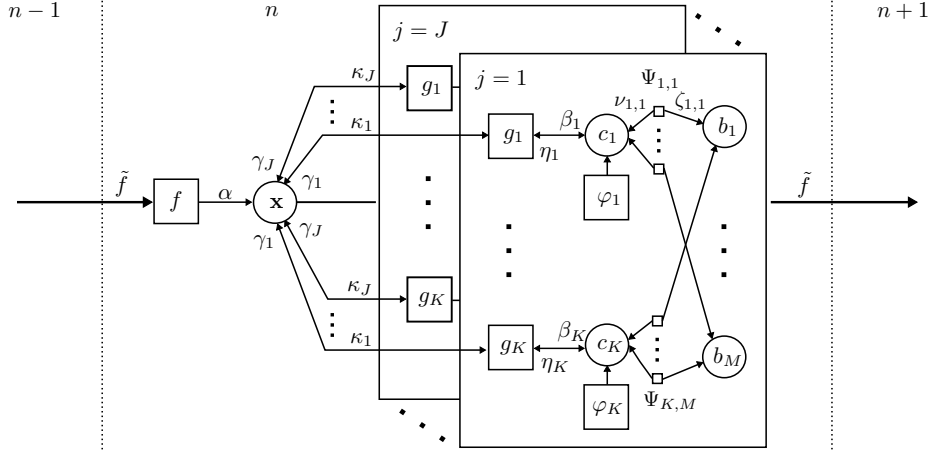 n − 1
n
n + 1
j = J
j = 1
κ_J
g_1
Ψ_{1,1}
ν_{1,1}
ζ_{1,1}
κ_1
g_1
β_1
η_1
c_1
b_1
γ_J
γ_1
φ_1
f̃
f
α
x
f̃
γ_1
γ_J
κ_J
g_K
κ_1
g_K
β_K
η_K
c_K
b_M
φ_K
Ψ_{K,M}